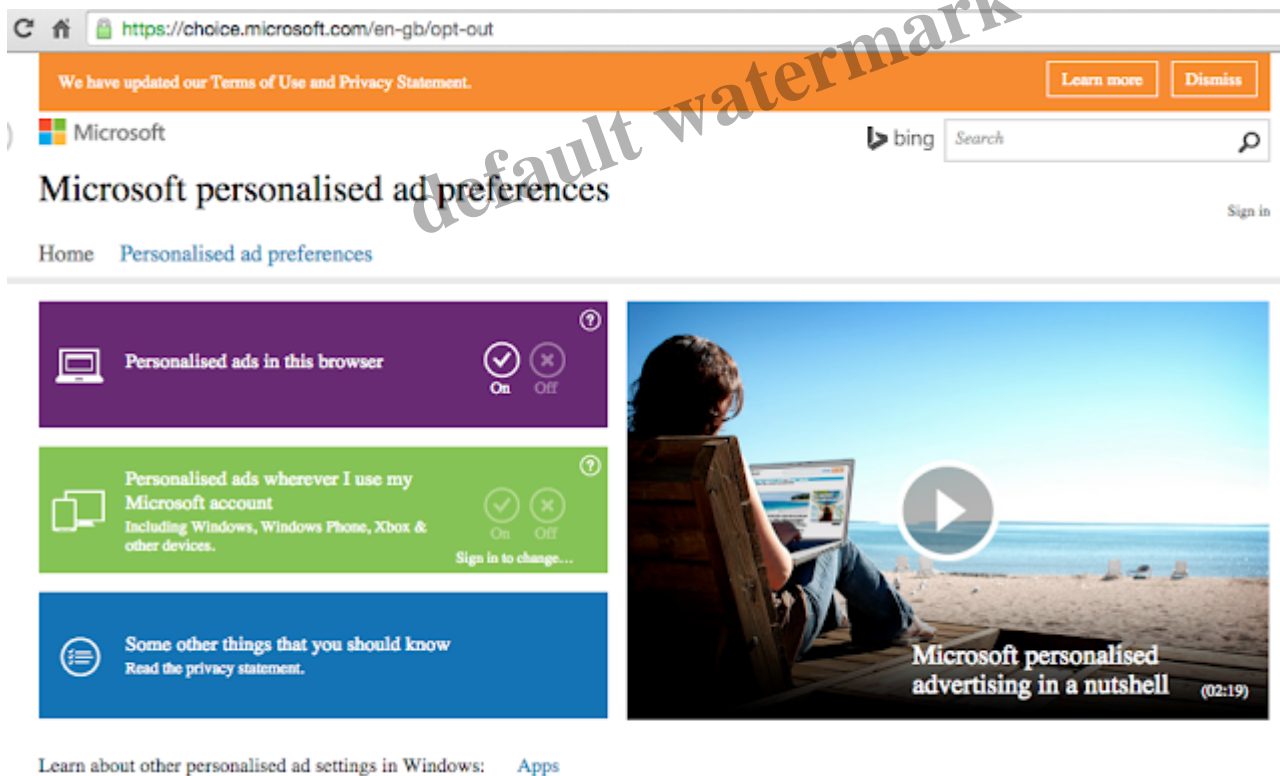 https://choice.microsoft.com/en-gb/opt-out
We have updated our Terms of Use and Privacy Statement.
Learn more
Dismiss
Microsoft
bing
Search
default watermark
Microsoft personalised ad preferences
Sign in
Home
Personalised ad preferences
?
Personalised ads in this browser
On
Off
?
Personalised ads wherever I use my
Microsoft account
Including Windows, Windows Phone, Xbox &
other devices.
On
Off
Sign in to change...
Some other things that you should know
Read the privacy statement.
Microsoft personalised
advertising in a nutshell (02:19)
Learn about other personalised ad settings in Windows: Apps